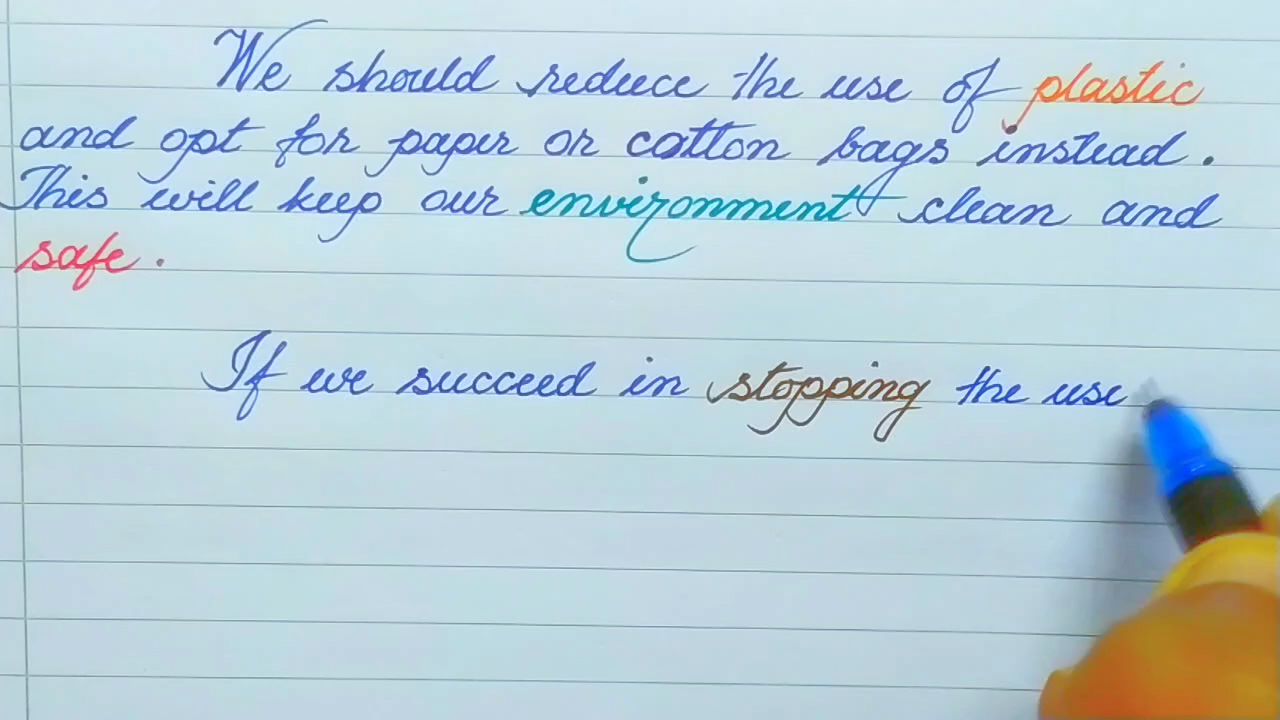 We should reduce the use of plastic
and opt for paper or cotton bags instead.
This will keep our environment clean and
safe.
If we succeed in stopping the use